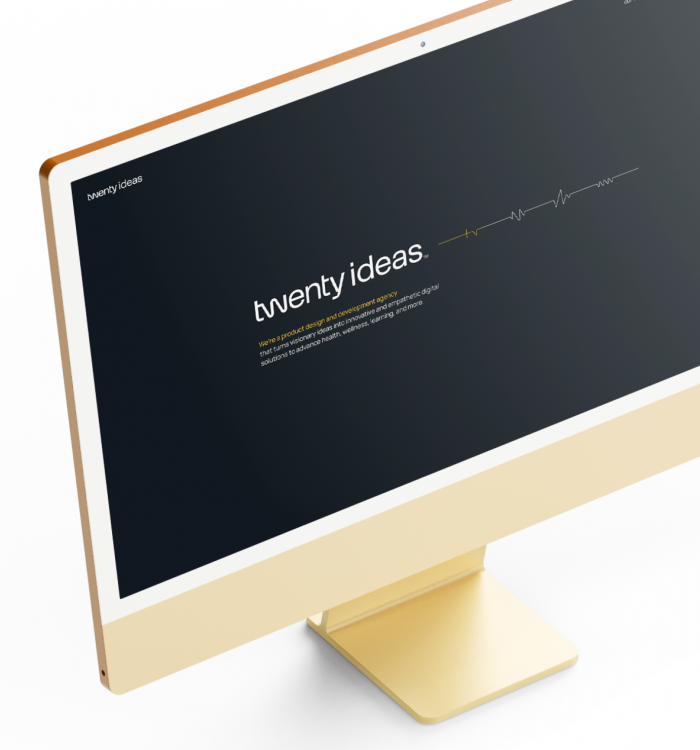 twenty ideas
twenty ideas™
We're a product design and development agency
that turns visionary ideas into innovative and empathetic digital
solutions to advance health, wellness, learning, and more.